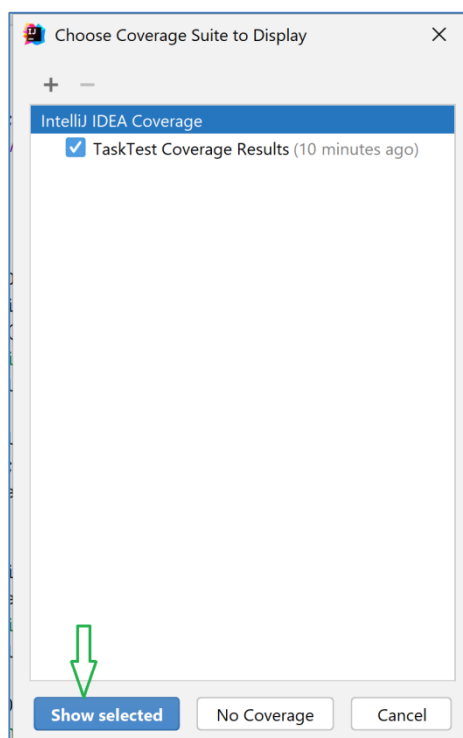 Choose Coverage Suite to Display
IntelliJ IDEA Coverage
TaskTest Coverage Results (10 minutes ago)
Show selected No Coverage Cancel